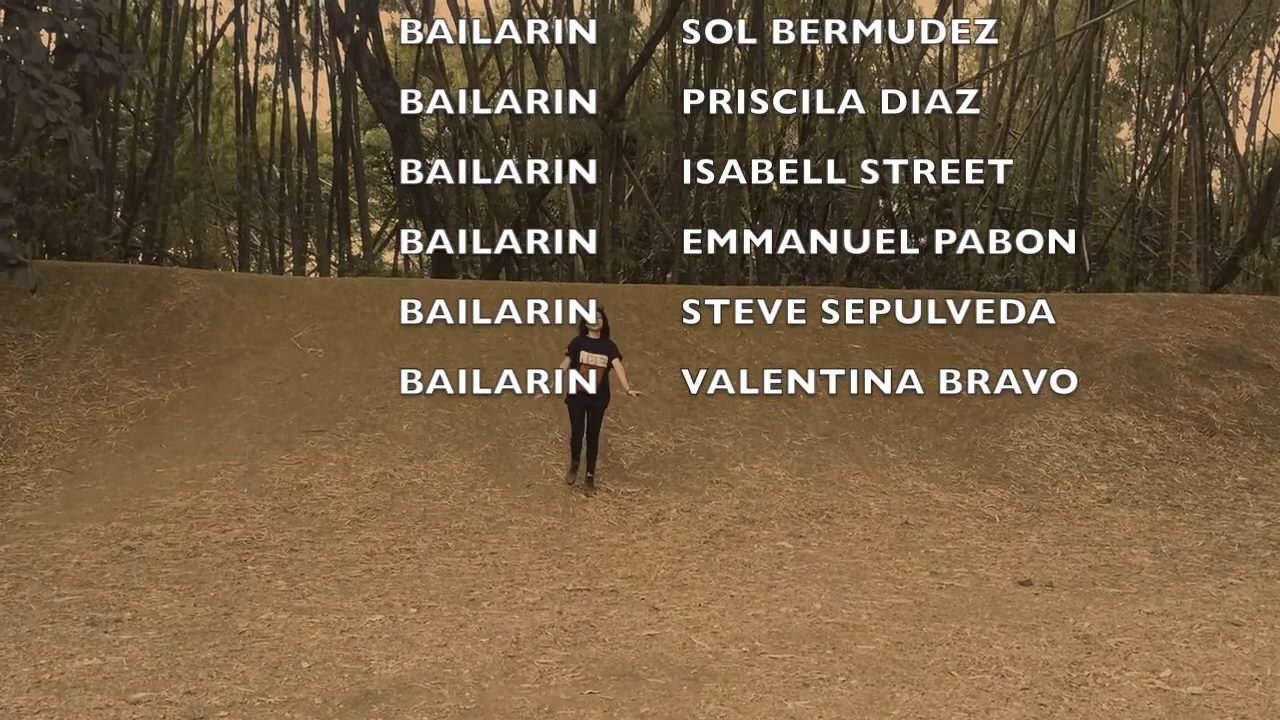 BAILARIN SOL BERMUDEZ
BAILARIN PRISCILA DIAZ
BAILARIN ISABELL STREET
BAILARIN EMMANUEL PABON
BAILARIN STEVE SEPULVEDA
BAILARIN VALENTINA BRAVO